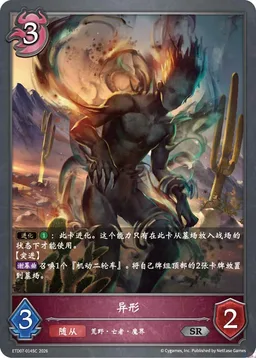 3
进化 1 ：此卡进化。这个能力只有在此卡从墓场放入战场的
状态下才能使用。
【突进】
谢幕曲 召唤1个『机动二轮车』。将自己牌组顶部的2张卡牌放置
到墓场。
异形
3
随从
荒野·亡者·魔界
SR
2
© Cygames, Inc. Published by NetEase Games